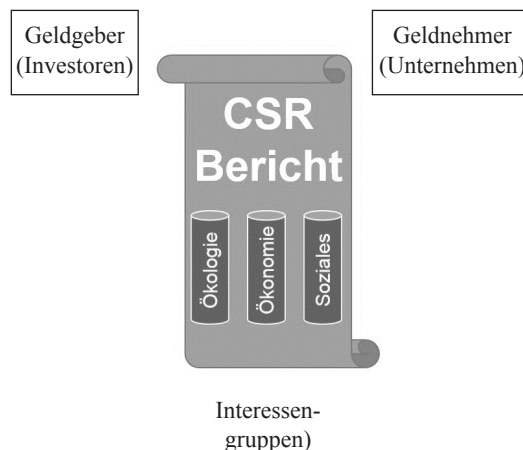 Geldgeber
(Investoren)
Geldnehmer
(Unternehmen)
CSR
Bericht
Ökologie
Ökonomie
Soziales
Interessen-
gruppen)